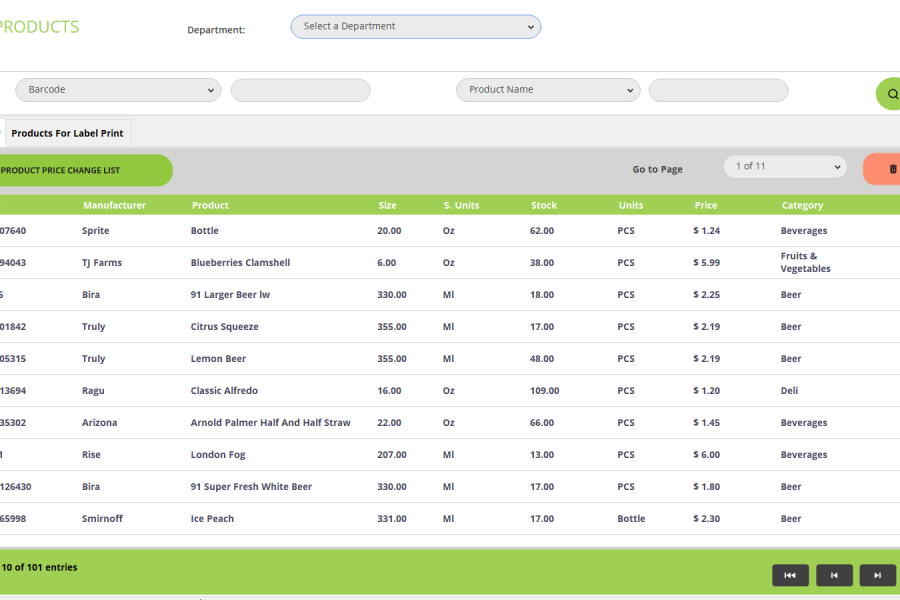 PRODUCTS
Department: Select a Department
Barcode Product Name
Products For Label Print
PRODUCT PRICE CHANGE LIST Go to Page 1 of 11
Manufacturer Product Size S. Units Stock Units Price Category
07640 Sprite Bottle 20.00 Oz 62.00 PCS $ 1.24 Beverages
94043 TJ Farms Blueberries Clamshell 6.00 Oz 38.00 PCS $ 5.99 Fruits & Vegetables
Bira 91 Larger Beer lw 330.00 Ml 18.00 PCS $ 2.25 Beer
01842 Truly Citrus Squeeze 355.00 Ml 17.00 PCS $ 2.19 Beer
05315 Truly Lemon Beer 355.00 Ml 48.00 PCS $ 2.19 Beer
13694 Ragu Classic Alfredo 16.00 Oz 109.00 PCS $ 1.20 Deli
35302 Arizona Arnold Palmer Half And Half Straw 22.00 Oz 66.00 PCS $ 1.45 Beverages
1 Rise London Fog 207.00 Ml 13.00 PCS $ 6.00 Beverages
126430 Bira 91 Super Fresh White Beer 330.00 Ml 17.00 PCS $ 1.80 Beer
65998 Smirnoff Ice Peach 331.00 Ml 17.00 Bottle $ 2.30 Beer
10 of 101 entries